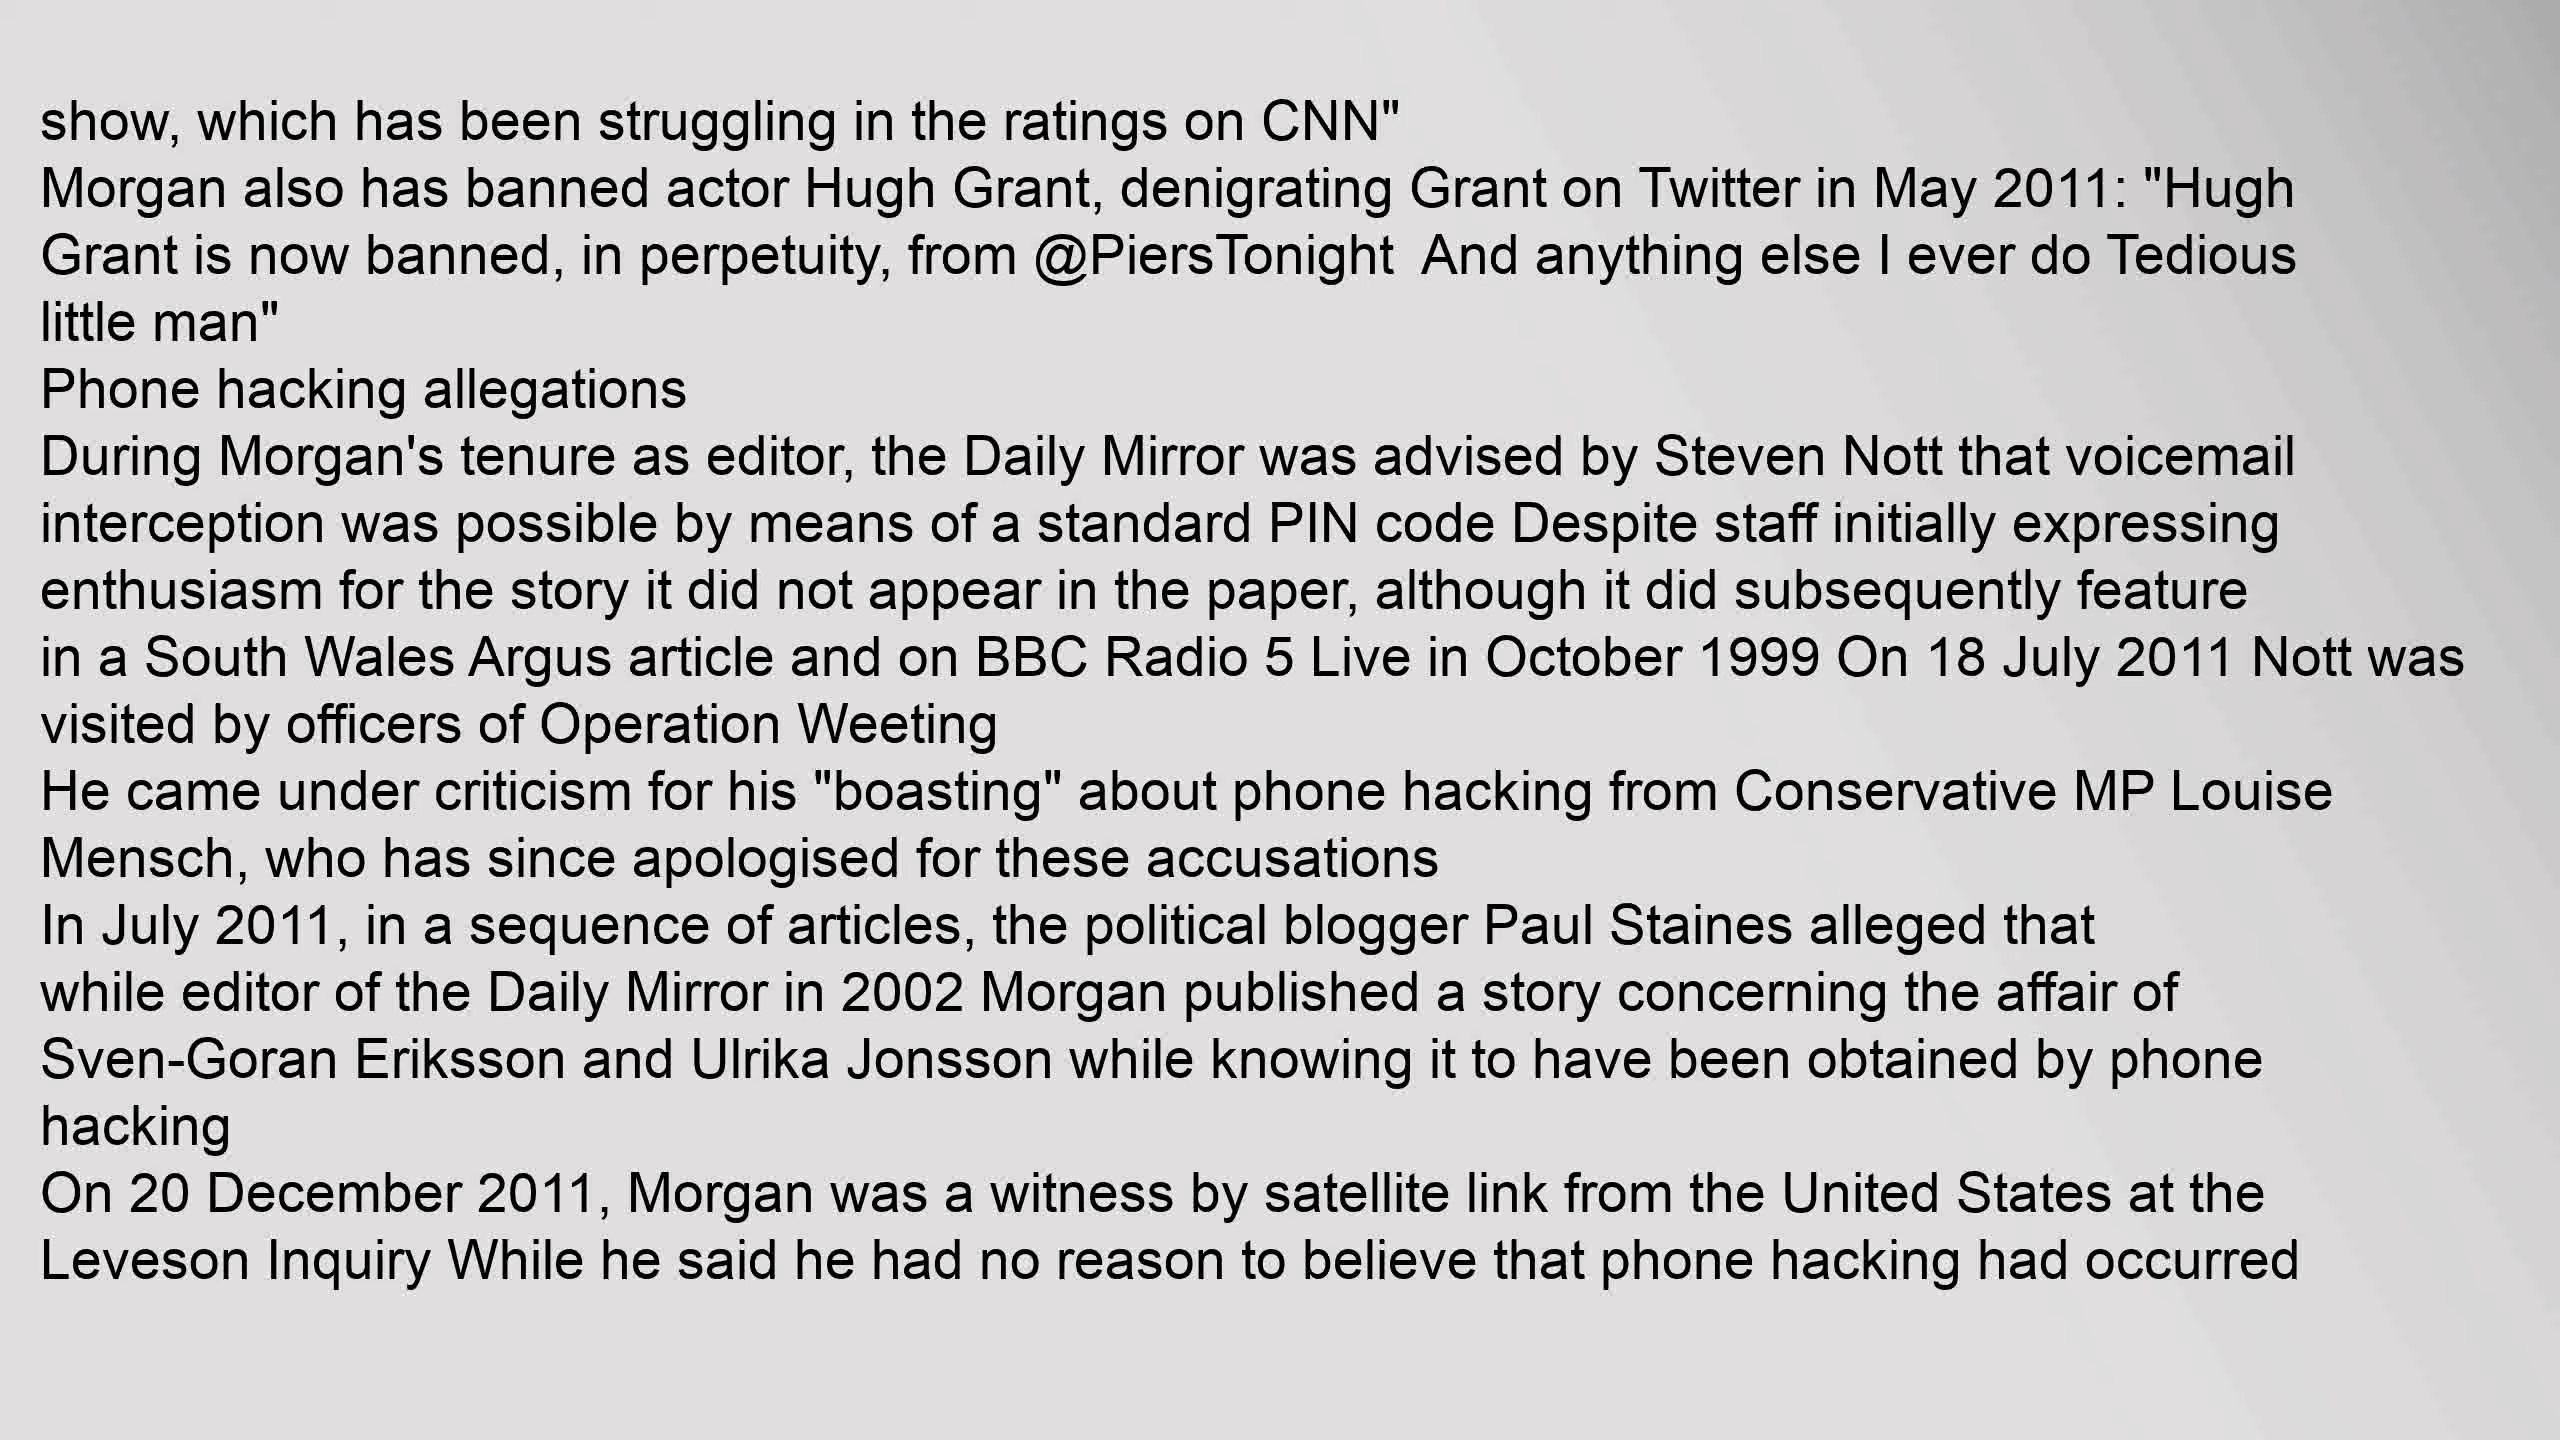 show, which has been struggling in the ratings on CNN"
Morgan also has banned actor Hugh Grant, denigrating Grant on Twitter in May 2011: "Hugh
Grant is now banned, in perpetuity, from @PiersTonight  And anything else I ever do Tedious
little man"
Phone hacking allegations
During Morgan's tenure as editor, the Daily Mirror was advised by Steven Nott that voicemail
interception was possible by means of a standard PIN code Despite staff initially expressing
enthusiasm for the story it did not appear in the paper, although it did subsequently feature
in a South Wales Argus article and on BBC Radio 5 Live in October 1999 On 18 July 2011 Nott was
visited by officers of Operation Weeting
He came under criticism for his "boasting" about phone hacking from Conservative MP Louise
Mensch, who has since apologised for these accusations
In July 2011, in a sequence of articles, the political blogger Paul Staines alleged that
while editor of the Daily Mirror in 2002 Morgan published a story concerning the affair of
Sven-Goran Eriksson and Ulrika Jonsson while knowing it to have been obtained by phone
hacking
On 20 December 2011, Morgan was a witness by satellite link from the United States at the
Leveson Inquiry While he said he had no reason to believe that phone hacking had occurred